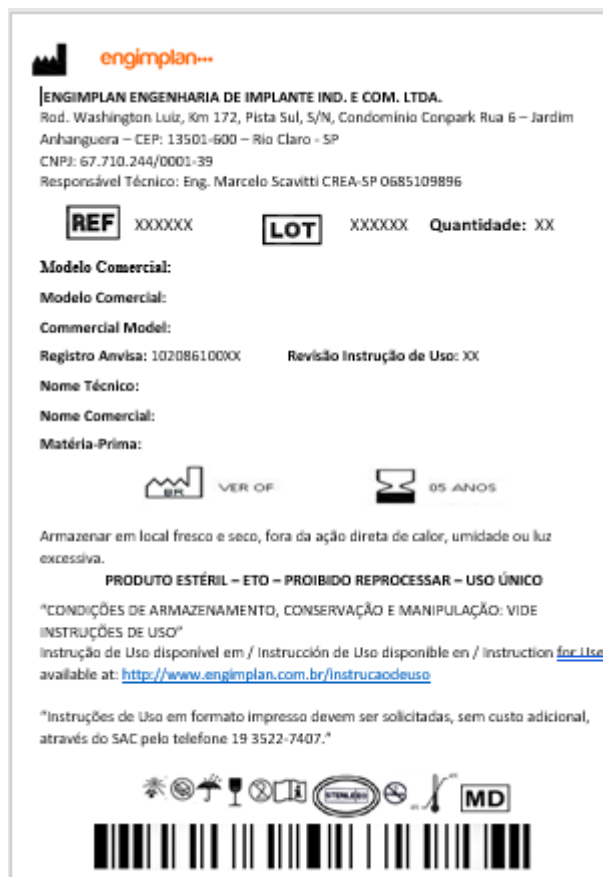 engimplan
ENGIMPLAN ENGENHARIA DE IMPLANTE IND. E COM. LTDA.
Rod. Washington Luiz, Km 172, Pista Sul, S/N, Condomínio Conpark Rua 6 – Jardim
Anhanguera – CEP: 13501-600 – Rio Claro - SP
CNPJ: 67.710.244/0001-39
Responsável Técnico: Eng. Marcelo Scavitti CREA-SP 0685109896
REF XXXXXX LOT XXXXXX Quantidade: XX
Modelo Comercial:
Modelo Comercial:
Commercial Model:
Registro Anvisa: 102086100XX Revisão Instrução de Uso: XX
Nome Técnico:
Nome Comercial:
Matéria-Prima:
BR VER OF 05 ANOS
Armazenar em local fresco e seco, fora da ação direta de calor, umidade ou luz
excessiva.
PRODUTO ESTÉRIL – ETO – PROIBIDO REPROCESSAR – USO ÚNICO
"CONDIÇÕES DE ARMAZENAMENTO, CONSERVAÇÃO E MANIPULAÇÃO: VIDE
INSTRUÇÕES DE USO"
Instrução de Uso disponível em / Instrucción de Uso disponible en / Instruction for Use
available at: http://www.engimplan.com.br/instrucaodeuso
"Instruções de Uso em formato impresso devem ser solicitadas, sem custo adicional,
através do SAC pelo telefone 19 3522-7407."
MD